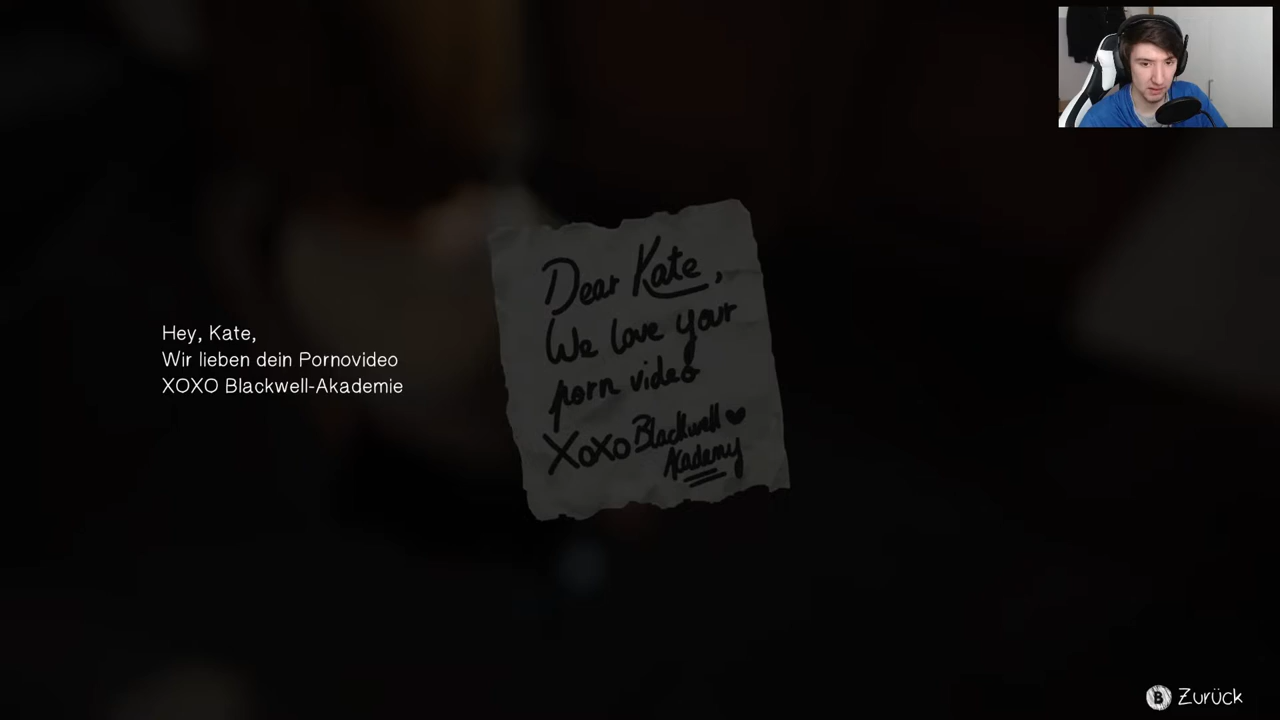 Hey, Kate,
Wir lieben dein Pornovideo
XOXO Blackwell-Akademie
Dear Kate,
We love your
porn video
XoXo Blackwell
Academy
B Zurück